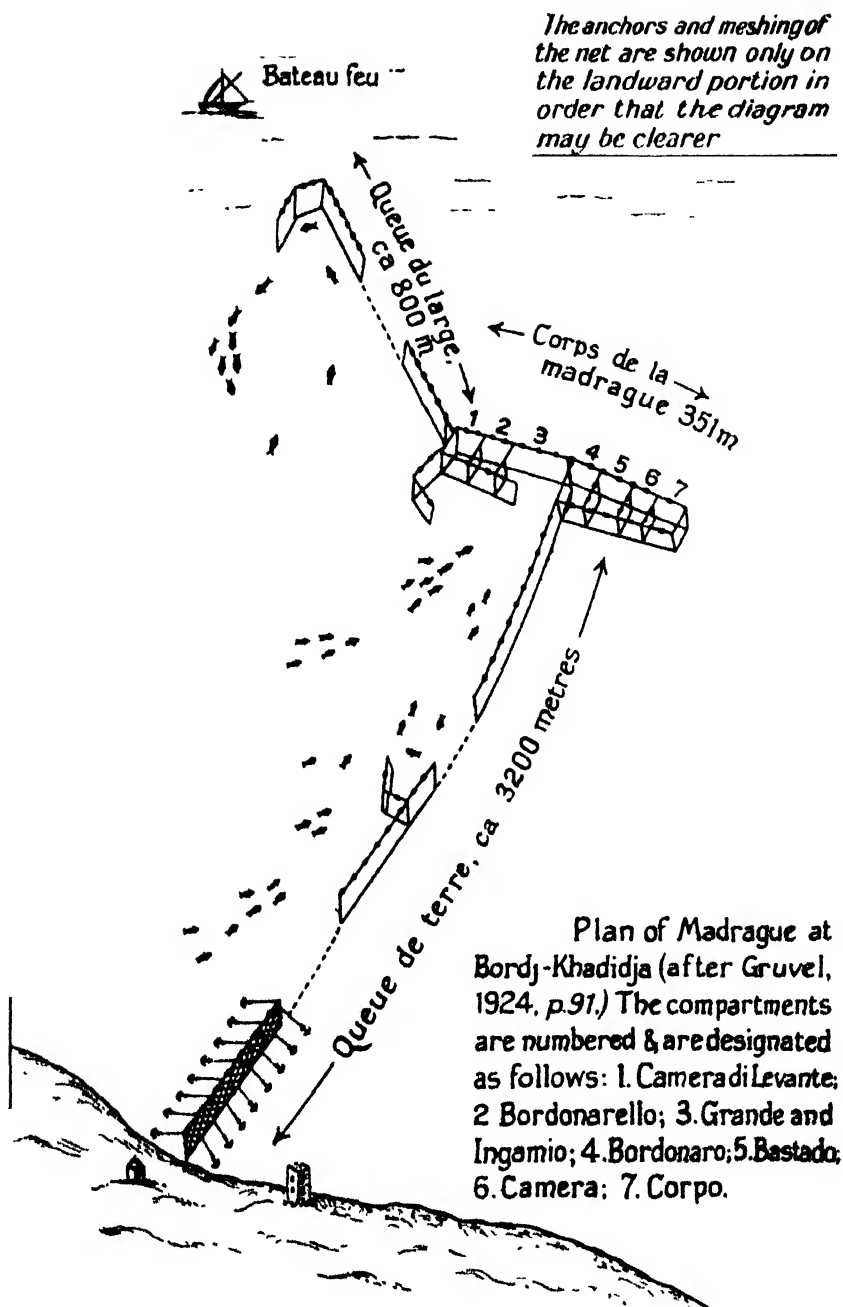 The anchors and meshing of
the net are shown only on
the landward portion in
order that the diagram
may be clearer
Bateau feu
Queue du large,
ca 800 m
Corps de la
madrague 351m
1 2 3 4 5 6 7
Queue de terre, ca 3200 metres
Plan of Madrague at
Bordj-Khadidja (after Gruvel,
1924, p.91.) The compartments
are numbered & are designated
as follows: 1. Camera di Levante;
2 Bordonarello; 3. Grande and
Ingamio; 4. Bordonaro; 5. Bastado;
6. Camera; 7. Corpo.